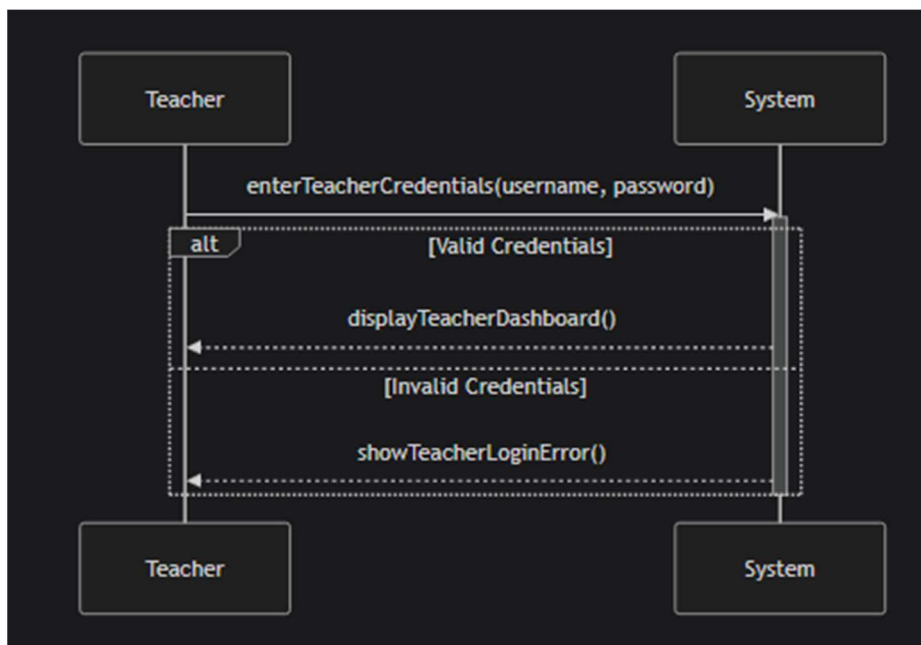 Teacher
System
enterTeacherCredentials(username, password)
alt
[Valid Credentials]
displayTeacherDashboard()
[Invalid Credentials]
showTeacherLoginError()
Teacher
System